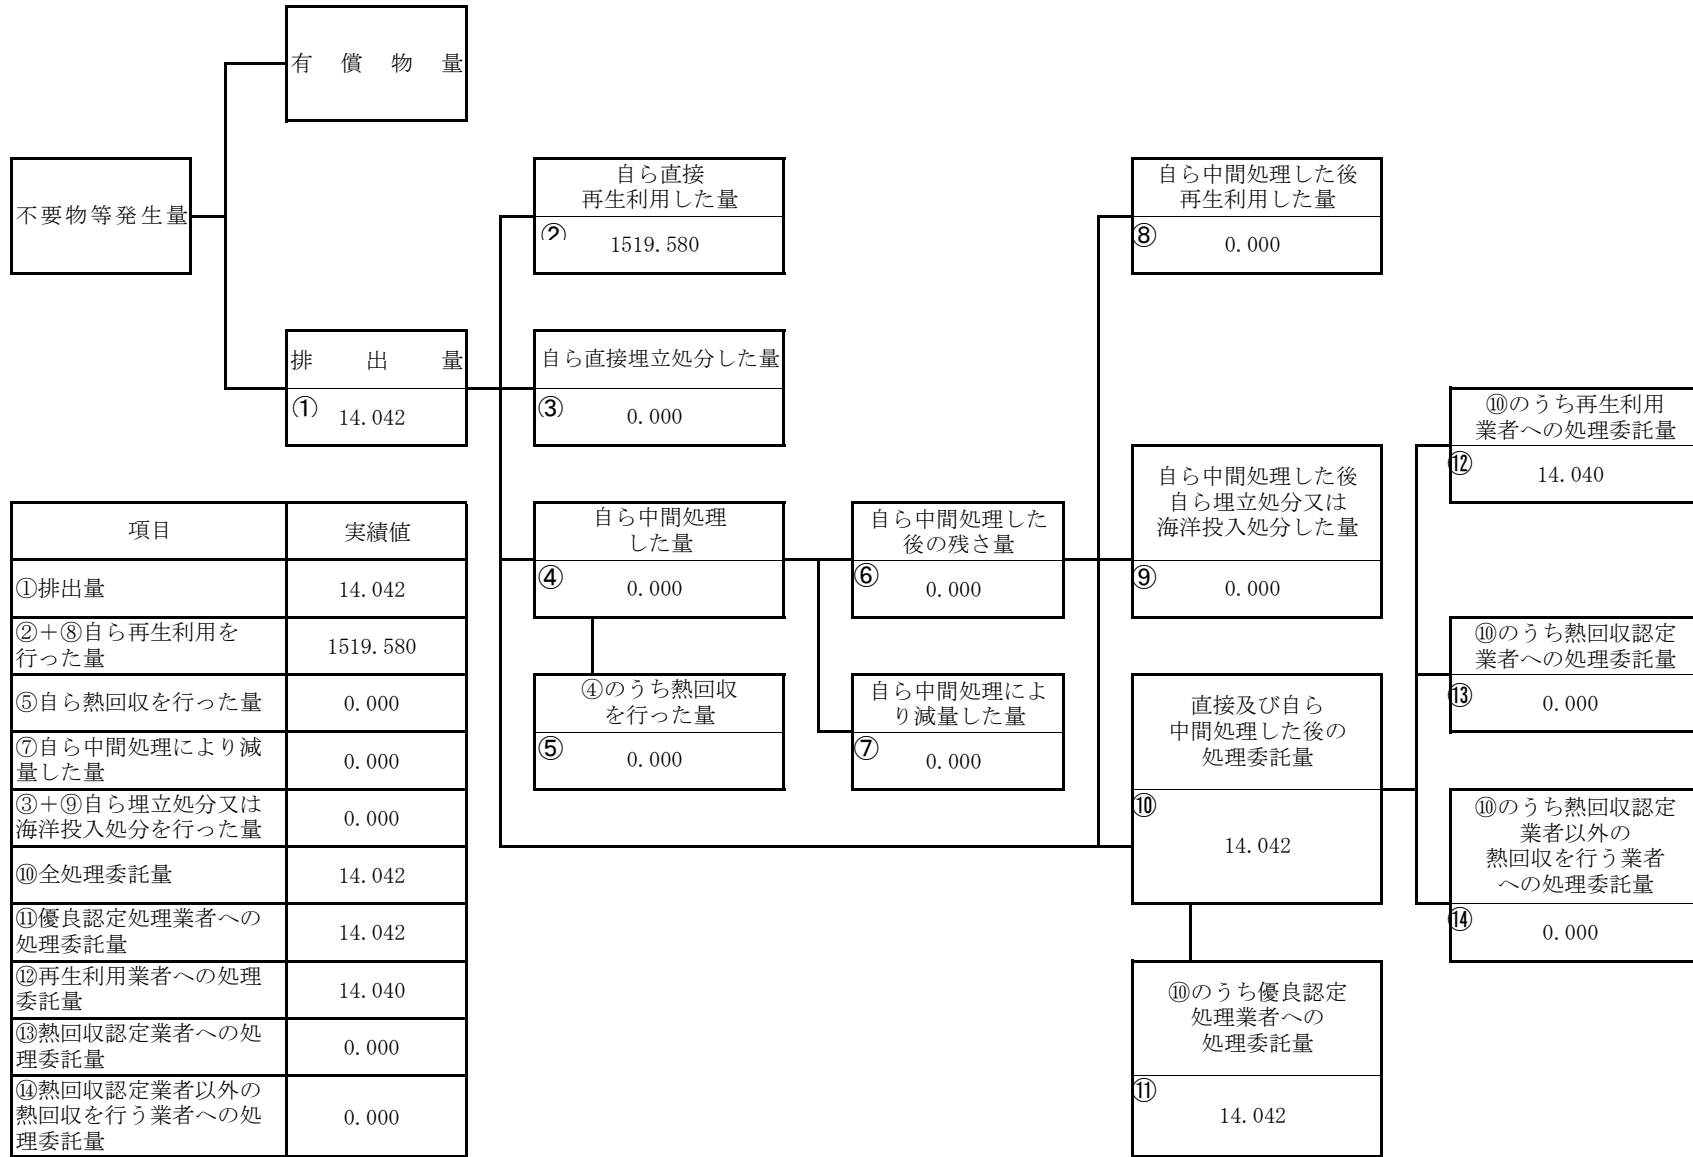 有償物量
不要物等発生量
自ら直接
再生利用した量
②
1519.580
自ら中間処理した後
再生利用した量
⑧
0.000
排出量
①
14.042
自ら直接埋立処分した量
③
0.000
⑩のうち再生利用
業者への処理委託量
⑫
14.040
自ら中間処理
した量
④
0.000
自ら中間処理した
後の残さ量
⑥
0.000
自ら中間処理した後
自ら埋立処分又は
海洋投入処分した量
⑨
0.000
⑩のうち熱回収認定
業者への処理委託量
⑬
0.000
④のうち熱回収
を行った量
⑤
0.000
自ら中間処理によ
り減量した量
⑦
0.000
直接及び自ら
中間処理した後の
処理委託量
⑩
14.042
⑩のうち熱回収認定
業者以外の
熱回収を行う業者
への処理委託量
⑭
0.000
⑩のうち優良認定
処理業者への
処理委託量
⑪
14.042
項目 実績値
①排出量 14.042
②＋⑧自ら再生利用を
行った量 1519.580
⑤自ら熱回収を行った量 0.000
⑦自ら中間処理により減
量した量 0.000
③＋⑨自ら埋立処分又は
海洋投入処分を行った量 0.000
⑩全処理委託量 14.042
⑪優良認定処理業者への
処理委託量 14.042
⑫再生利用業者への処理
委託量 14.040
⑬熱回収認定業者への処
理委託量 0.000
⑭熱回収認定業者以外の
熱回収を行う業者への処 0.000
理委託量